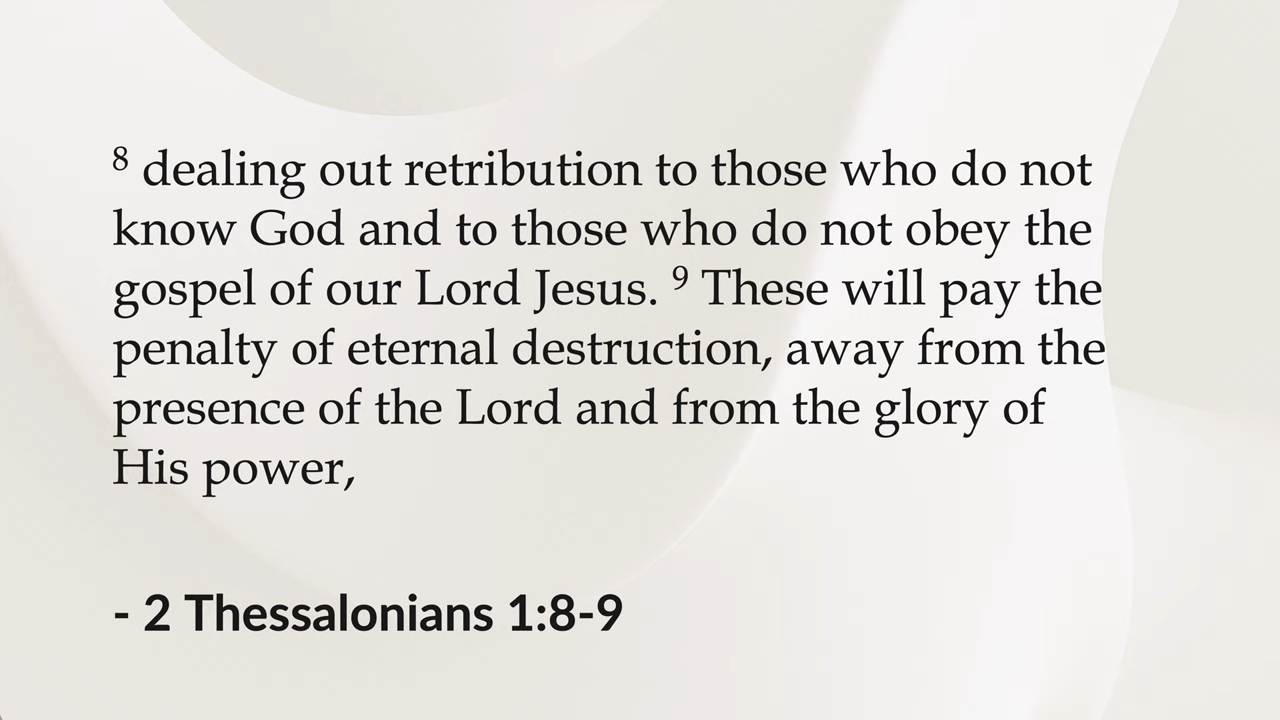 ⁸ dealing out retribution to those who do not
know God and to those who do not obey the
gospel of our Lord Jesus. ⁹ These will pay the
penalty of eternal destruction, away from the
presence of the Lord and from the glory of
His power,
- 2 Thessalonians 1:8-9